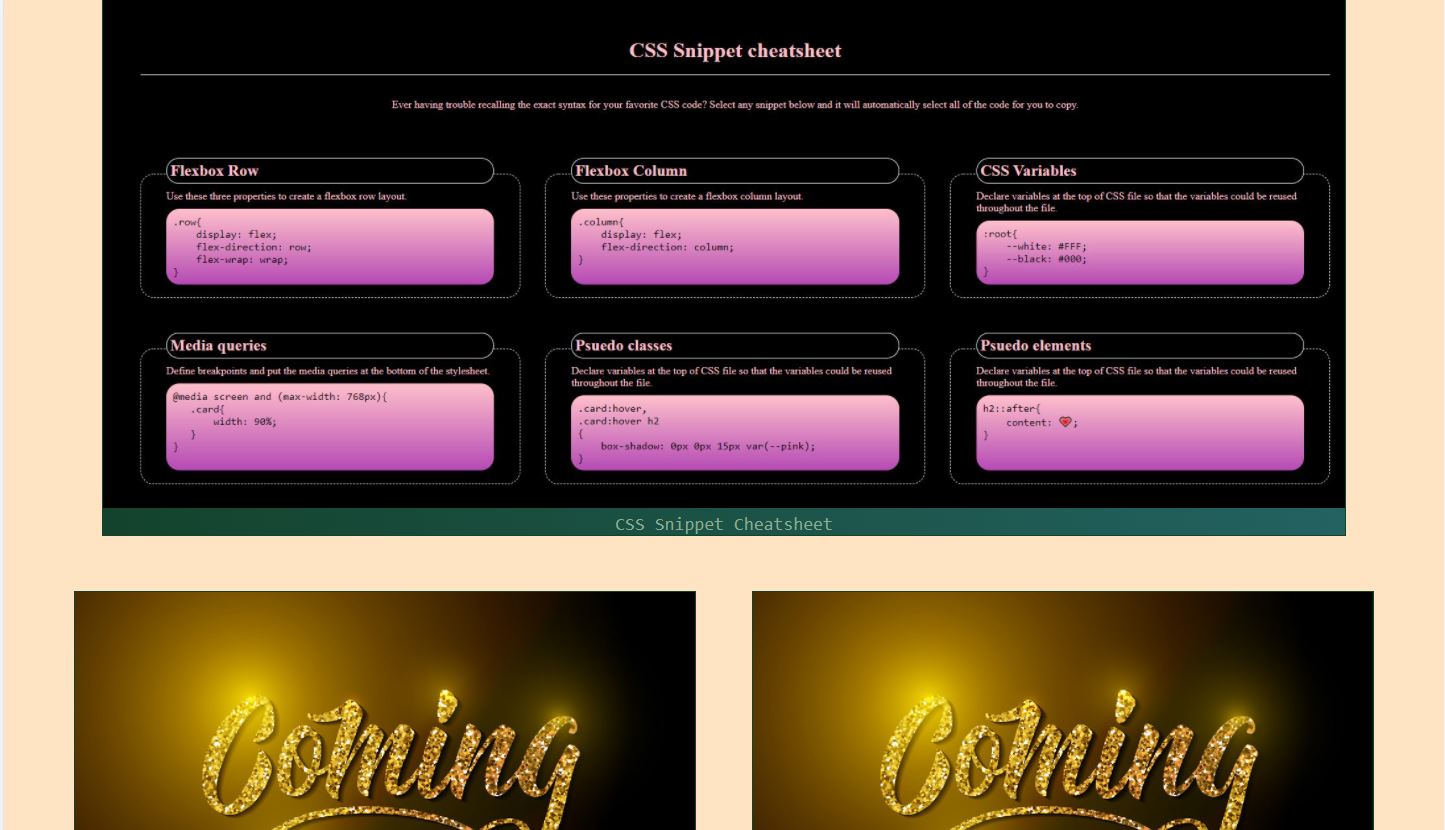 CSS Snippet cheatsheet
Ever having trouble recalling the exact syntax for your favorite CSS code? Select any snippet below and it will automatically select all of the code for you to copy.
Flexbox Row
Use these three properties to create a flexbox row layout.
.row{
    display: flex;
    flex-direction: row;
    flex-wrap: wrap;
}
Flexbox Column
Use these properties to create a flexbox column layout.
.column{
    display: flex;
    flex-direction: column;
}
CSS Variables
Declare variables at the top of CSS file so that the variables could be reused
throughout the file.
:root{
    --white: #FFF;
    --black: #000;
}
Media queries
Define breakpoints and put the media queries at the bottom of the stylesheet.
@media screen and (max-width: 768px){
   .card{
       width: 90%;
   }
}
Psuedo classes
Declare variables at the top of CSS file so that the variables could be reused
throughout the file.
.card:hover,
.card:hover h2
{
    box-shadow: 0px 0px 15px var(--pink);
}
Psuedo elements
Declare variables at the top of CSS file so that the variables could be reused
throughout the file.
h2::after{
    content: 💗;
}
CSS Snippet Cheatsheet
Coming
Coming